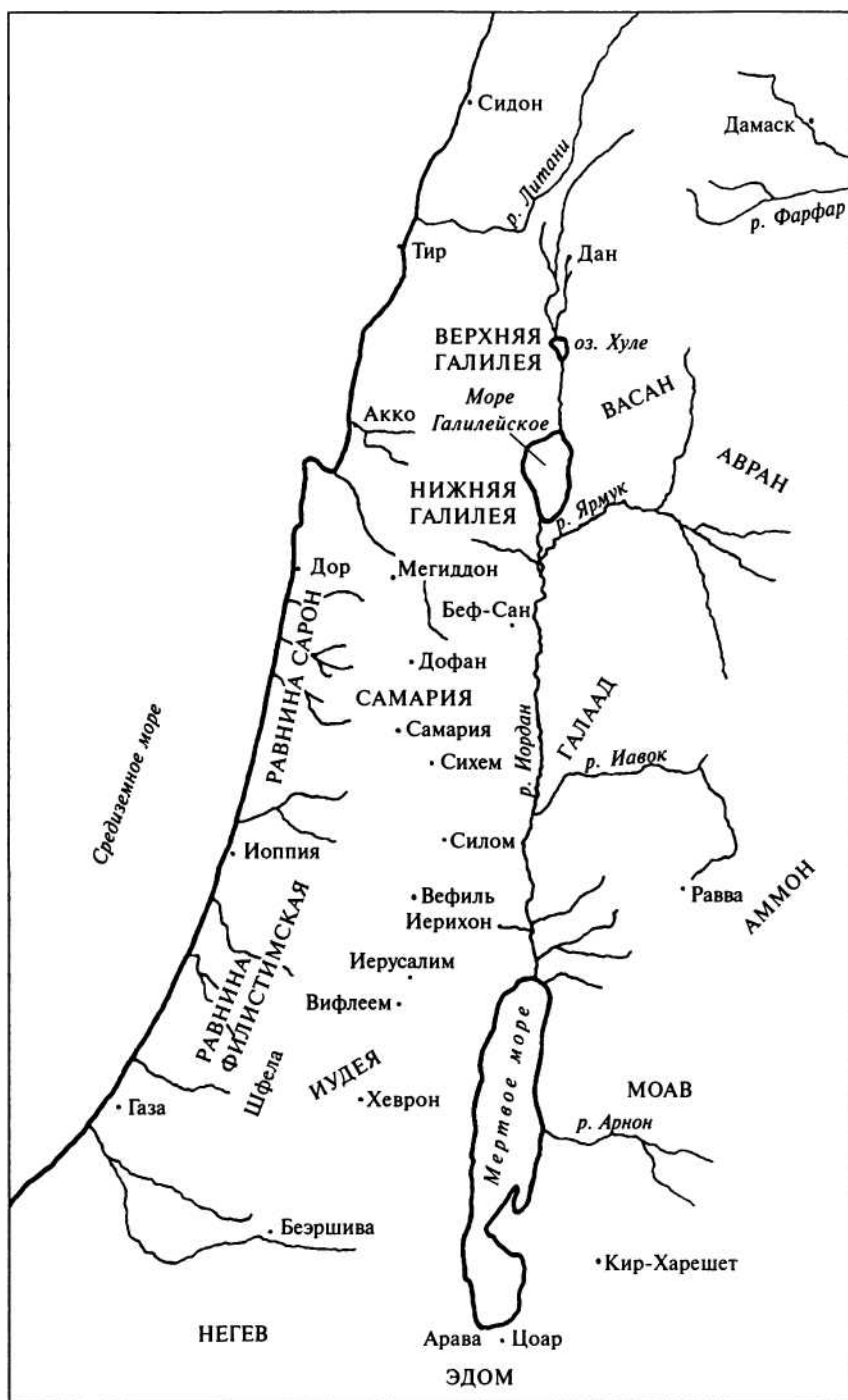 Сидон
Дамаск
р. Литани
р. Фарфар
Тир
Дан
ВЕРХНЯЯ
ГАЛИЛЕЯ
оз. Хуле
Море
Галилейское
ВАСАН
Акко
АВРАН
НИЖНЯЯ
ГАЛИЛЕЯ
р. Ярмук
Дор
Мегиддон
Беф-Сан
РАВНИНА САРОН
Дофан
САМАРИЯ
Самария
ГАЛААД
Средиземное море
р. Иордан
р. Иавок
Сихем
Иоппия
Силом
Вефиль
Равва
АММОН
Иерихон
РАВНИНА
ФИЛИСТИМСКАЯ
Иерусалим
Вифлеем
Шфела
ИУДЕЯ
Мертвое море
МОАВ
Газа
Хеврон
р. Арнон
Беэршива
Кир-Харешет
НЕГЕВ
Арава
Цоар
ЭДОМ